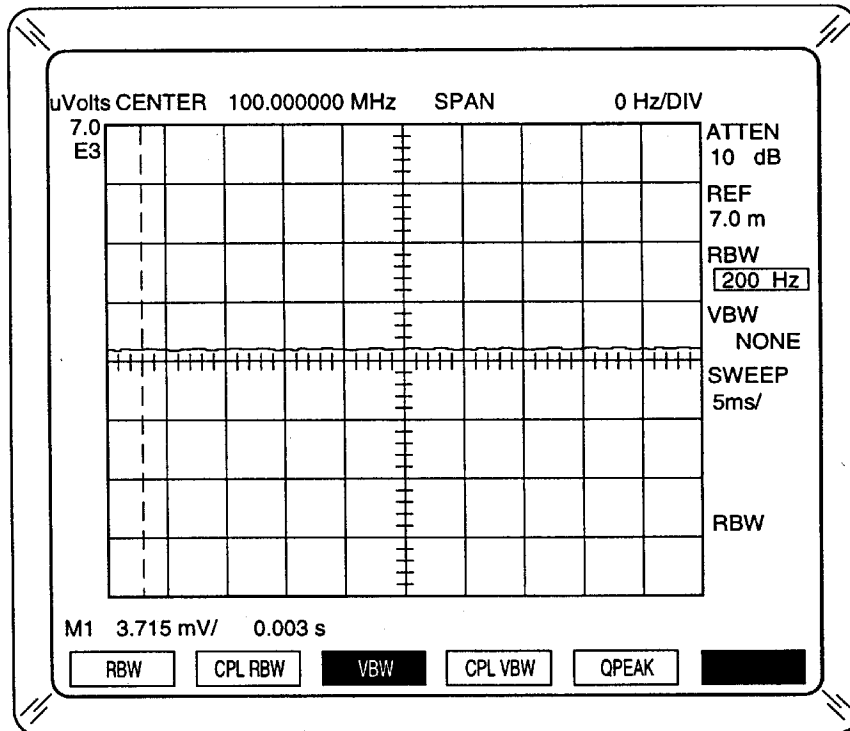 uVolts CENTER 100.000000 MHz SPAN 0 Hz/DIV
7.0
E3
ATTEN
10 dB
REF
7.0 m
RBW
200 Hz
VBW
NONE
SWEEP
5ms/
RBW
M1 3.715 mV/ 0.003 s
RBW CPL RBW VBW CPL VBW QPEAK